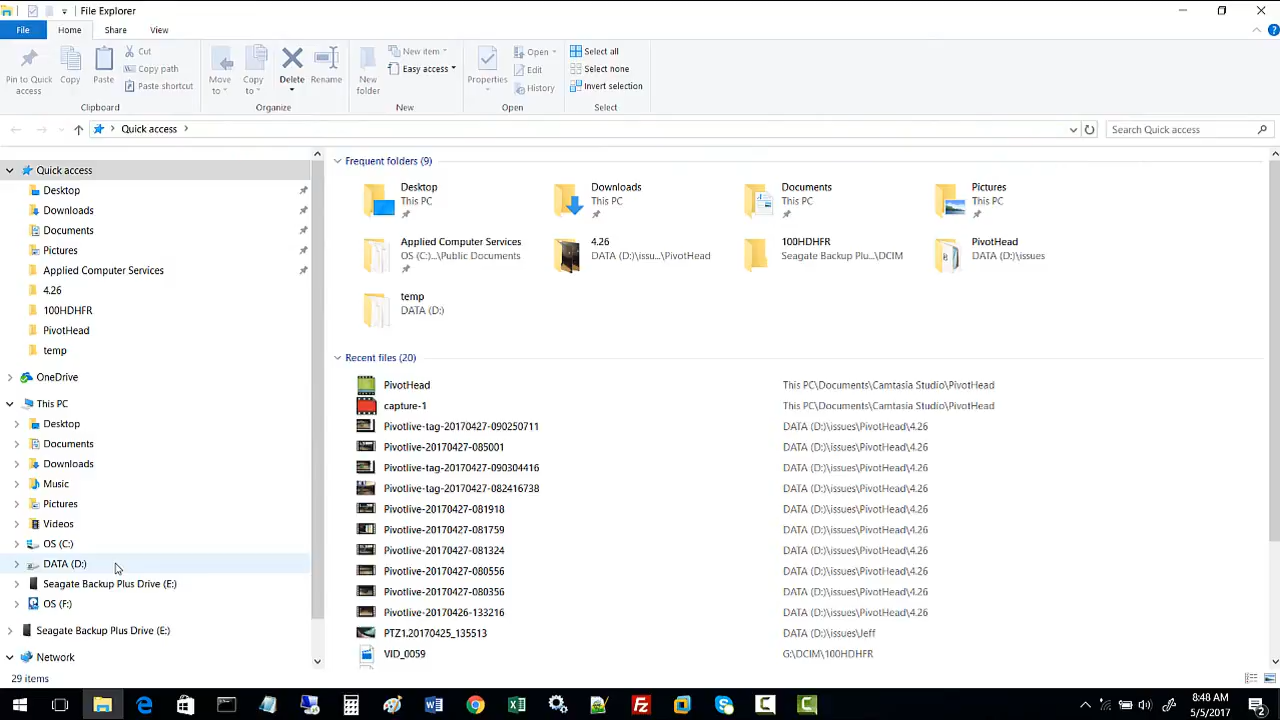 File Explorer
File Home Share View
Pin to Quick access
Copy
Paste
Cut
Copy path
Paste shortcut
Clipboard
Move to
Copy to
Delete
Rename
Organize
New folder
New item
Easy access
New
Properties
Open
Edit
History
Open
Select all
Select none
Invert selection
Select
Quick access
Search Quick access
Quick access
Desktop
Downloads
Documents
Pictures
Applied Computer Services
4.26
100HDHFR
PivotHead
temp
OneDrive
This PC
Desktop
Documents
Downloads
Music
Pictures
Videos
OS (C:)
DATA (D:)
Seagate Backup Plus Drive (E:)
OS (F:)
Seagate Backup Plus Drive (E:)
Network
29 items
Frequent folders (9)
Desktop
This PC
Downloads
This PC
Documents
This PC
Pictures
This PC
Applied Computer Services
OS (C:)...\Public Documents
4.26
DATA (D:)\issu...\PivotHead
100HDHFR
Seagate Backup Plu...\DCIM
PivotHead
DATA (D:)\issues
temp
DATA (D:)
Recent files (20)
PivotHead This PC\Documents\Camtasia Studio\PivotHead
capture-1 This PC\Documents\Camtasia Studio\PivotHead
Pivotlive-tag-20170427-090250711 DATA (D:)\issues\PivotHead\4.26
Pivotlive-20170427-085001 DATA (D:)\issues\PivotHead\4.26
Pivotlive-tag-20170427-090304416 DATA (D:)\issues\PivotHead\4.26
Pivotlive-tag-20170427-082416738 DATA (D:)\issues\PivotHead\4.26
Pivotlive-20170427-081918 DATA (D:)\issues\PivotHead\4.26
Pivotlive-20170427-081759 DATA (D:)\issues\PivotHead\4.26
Pivotlive-20170427-081324 DATA (D:)\issues\PivotHead\4.26
Pivotlive-20170427-080556 DATA (D:)\issues\PivotHead\4.26
Pivotlive-20170427-080356 DATA (D:)\issues\PivotHead\4.26
Pivotlive-20170426-133216 DATA (D:)\issues\PivotHead\4.26
PTZ1.20170425_135513 DATA (D:)\issues\Jeff
VID_0059 G:\DCIM\100HDHFR
8:48 AM
5/5/2017